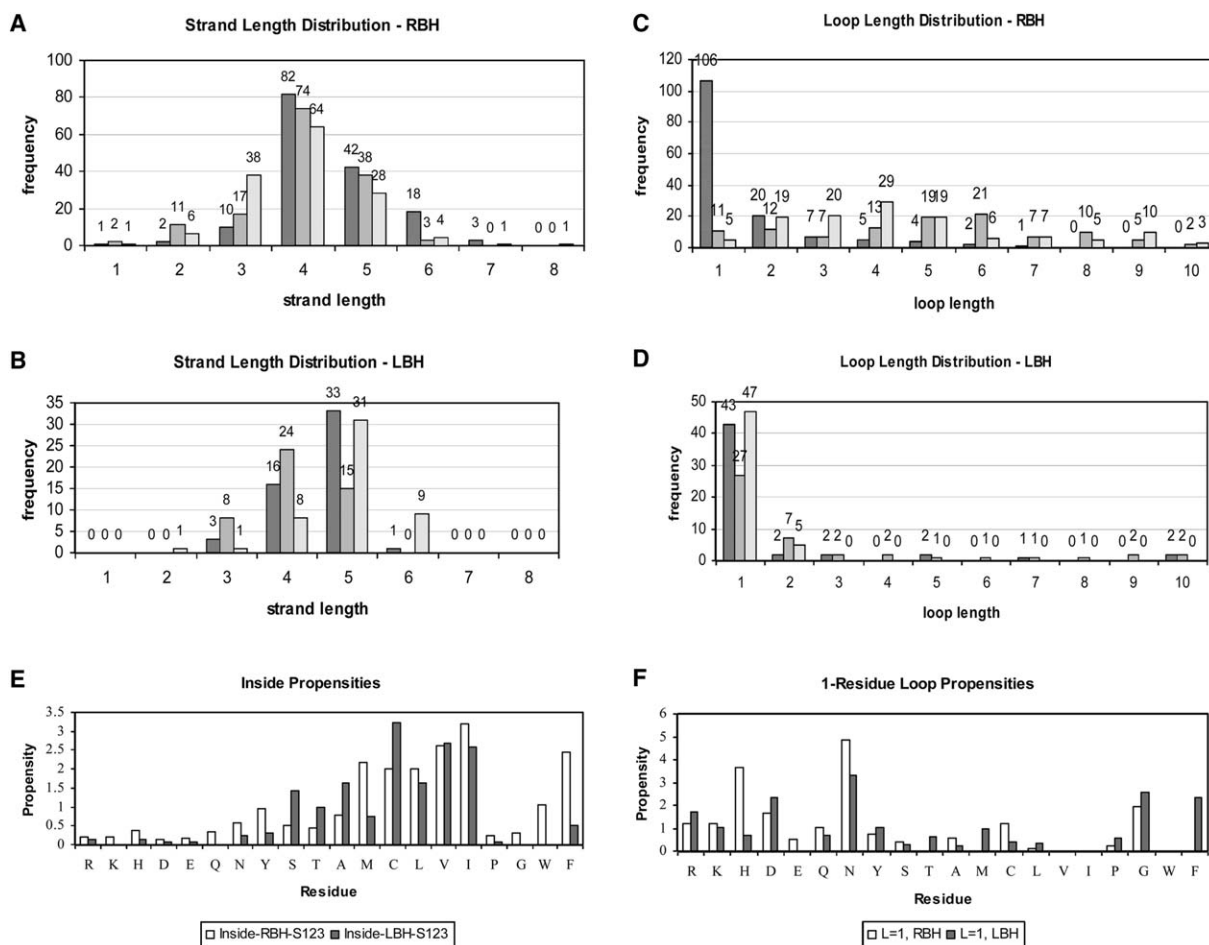 A
Strand Length Distribution - RBH
frequency
100
80
60
40
20
0
1 2 1
2 11 6
10 17 38
82 74 64
42 38 28
18 3 4
3 0 1
0 0 1
1 2 3 4 5 6 7 8
strand length
B
Strand Length Distribution - LBH
frequency
35
30
25
20
15
10
5
0
0 0 0
0 0 1
3 8 1
16 24 8
33 15 31
1 0 9
0 0 0
0 0 0
1 2 3 4 5 6 7 8
strand length
C
Loop Length Distribution - RBH
frequency
120
100
80
60
40
20
0
106 11 5
20 12 19
7 7 20
5 13 29
4 19 19
2 21 6
1 7 7
0 10 5
0 5 10
0 2 3
1 2 3 4 5 6 7 8 9 10
loop length
D
Loop Length Distribution - LBH
frequency
50
40
30
20
10
0
43 27 47
2 7 5
2 2 0
0 2 0
2 1 0
0 1 0
1 1 0
0 1 0
0 2 0
2 2 0
1 2 3 4 5 6 7 8 9 10
loop length
E
Inside Propensities
Propensity
3.5
3
2.5
2
1.5
1
0.5
0
R K H D E Q N Y S T A M C L V I P G W F
Residue
Inside-RBH-S123 Inside-LBH-S123
F
1-Residue Loop Propensities
Propensity
6
5
4
3
2
1
0
R K H D E Q N Y S T A M C L V I P G W F
Residue
L=1, RBH L=1, LBH